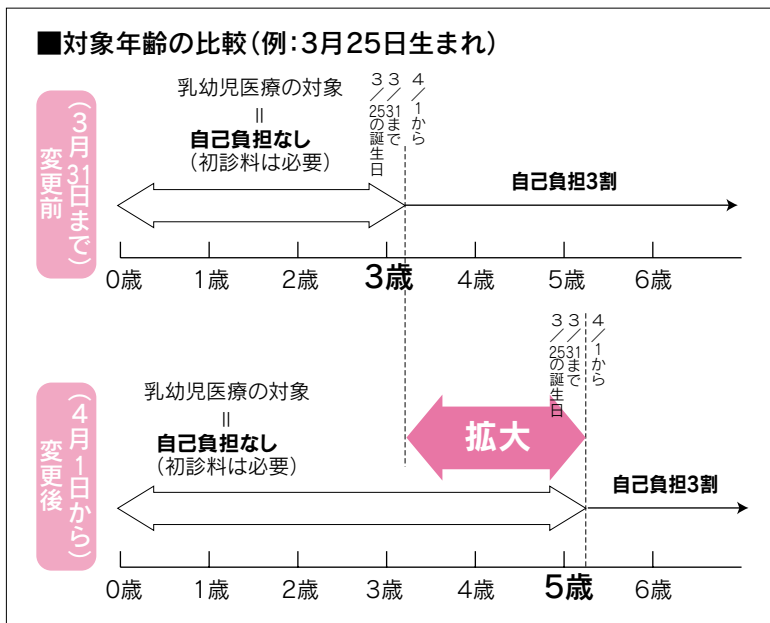 ■対象年齢の比較(例:3月25日生まれ)
変更前
(3月31日まで)
乳幼児医療の対象
=
自己負担なし
(初診料は必要)
3/25の誕生日
3/31まで
4/1から
自己負担3割
0歳 1歳 2歳 3歳 4歳 5歳 6歳
変更後
(4月1日から)
乳幼児医療の対象
=
自己負担なし
(初診料は必要)
拡大
3/25の誕生日
3/31まで
4/1から
自己負担3割
0歳 1歳 2歳 3歳 4歳 5歳 6歳